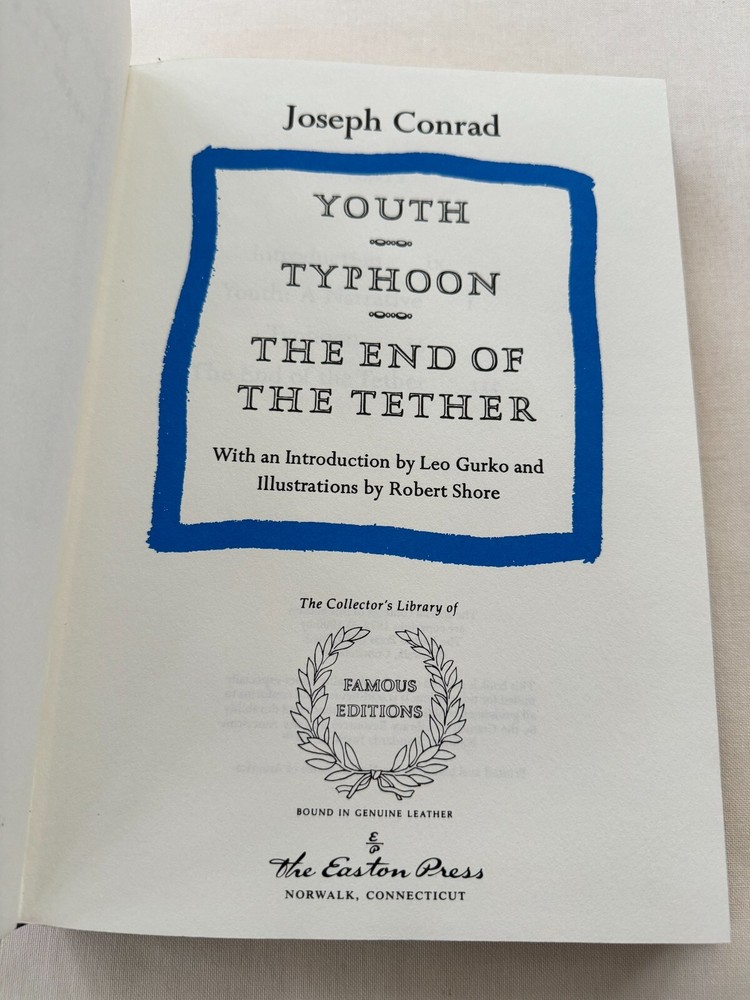 Joseph Conrad
YOUTH
TYPHOON
THE END OF
THE TETHER
With an Introduction by Leo Gurko and
Illustrations by Robert Shore
The Collector's Library of
FAMOUS
EDITIONS
BOUND IN GENUINE LEATHER
E
P
The Easton Press
NORWALK, CONNECTICUT